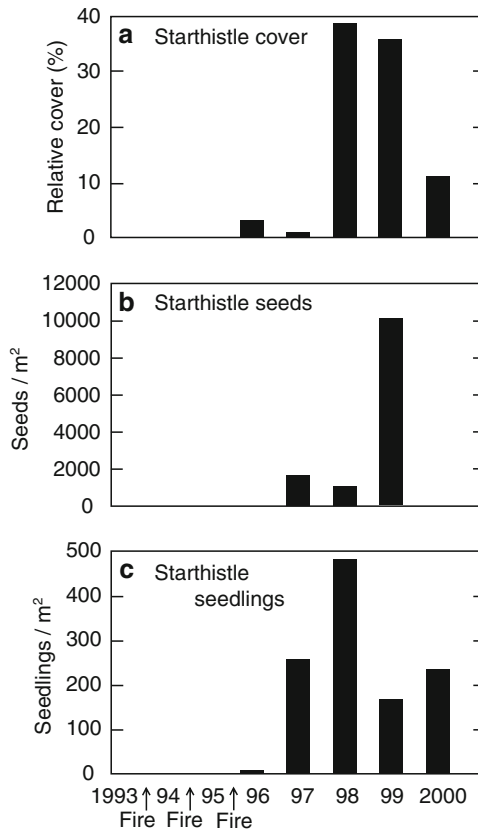 a Starthistle cover
Relative cover (%)
40
30
20
10
0
b Starthistle seeds
Seeds / m²
12000
10000
8000
6000
4000
2000
0
c Starthistle
seedlings
Seedlings / m²
500
400
300
200
100
0
1993 ↑ 94 ↑ 95 ↑ 96 97 98 99 2000
Fire Fire Fire